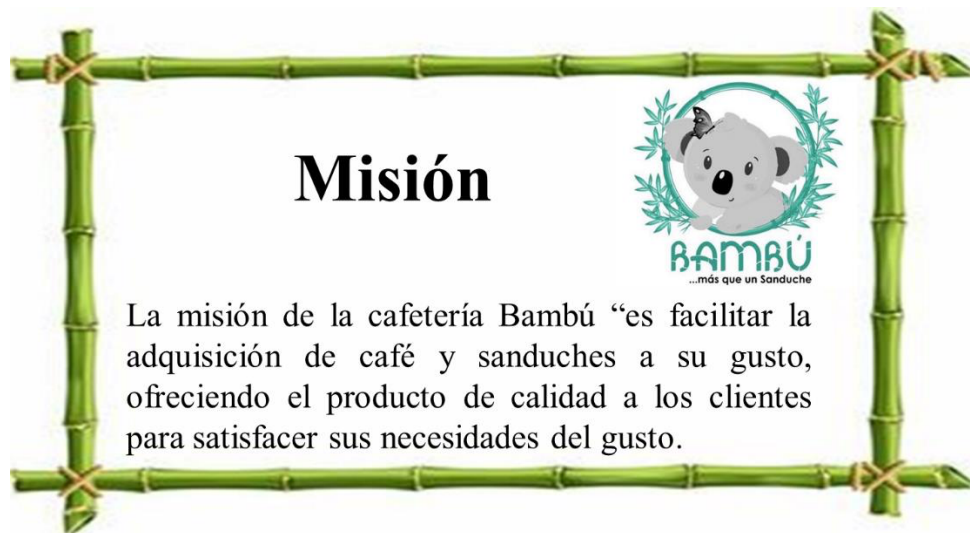 Misión
BAMBÚ
...más que un Sanduche
La misión de la cafetería Bambú “es facilitar la
adquisición de café y sanduches a su gusto,
ofreciendo el producto de calidad a los clientes
para satisfacer sus necesidades del gusto.